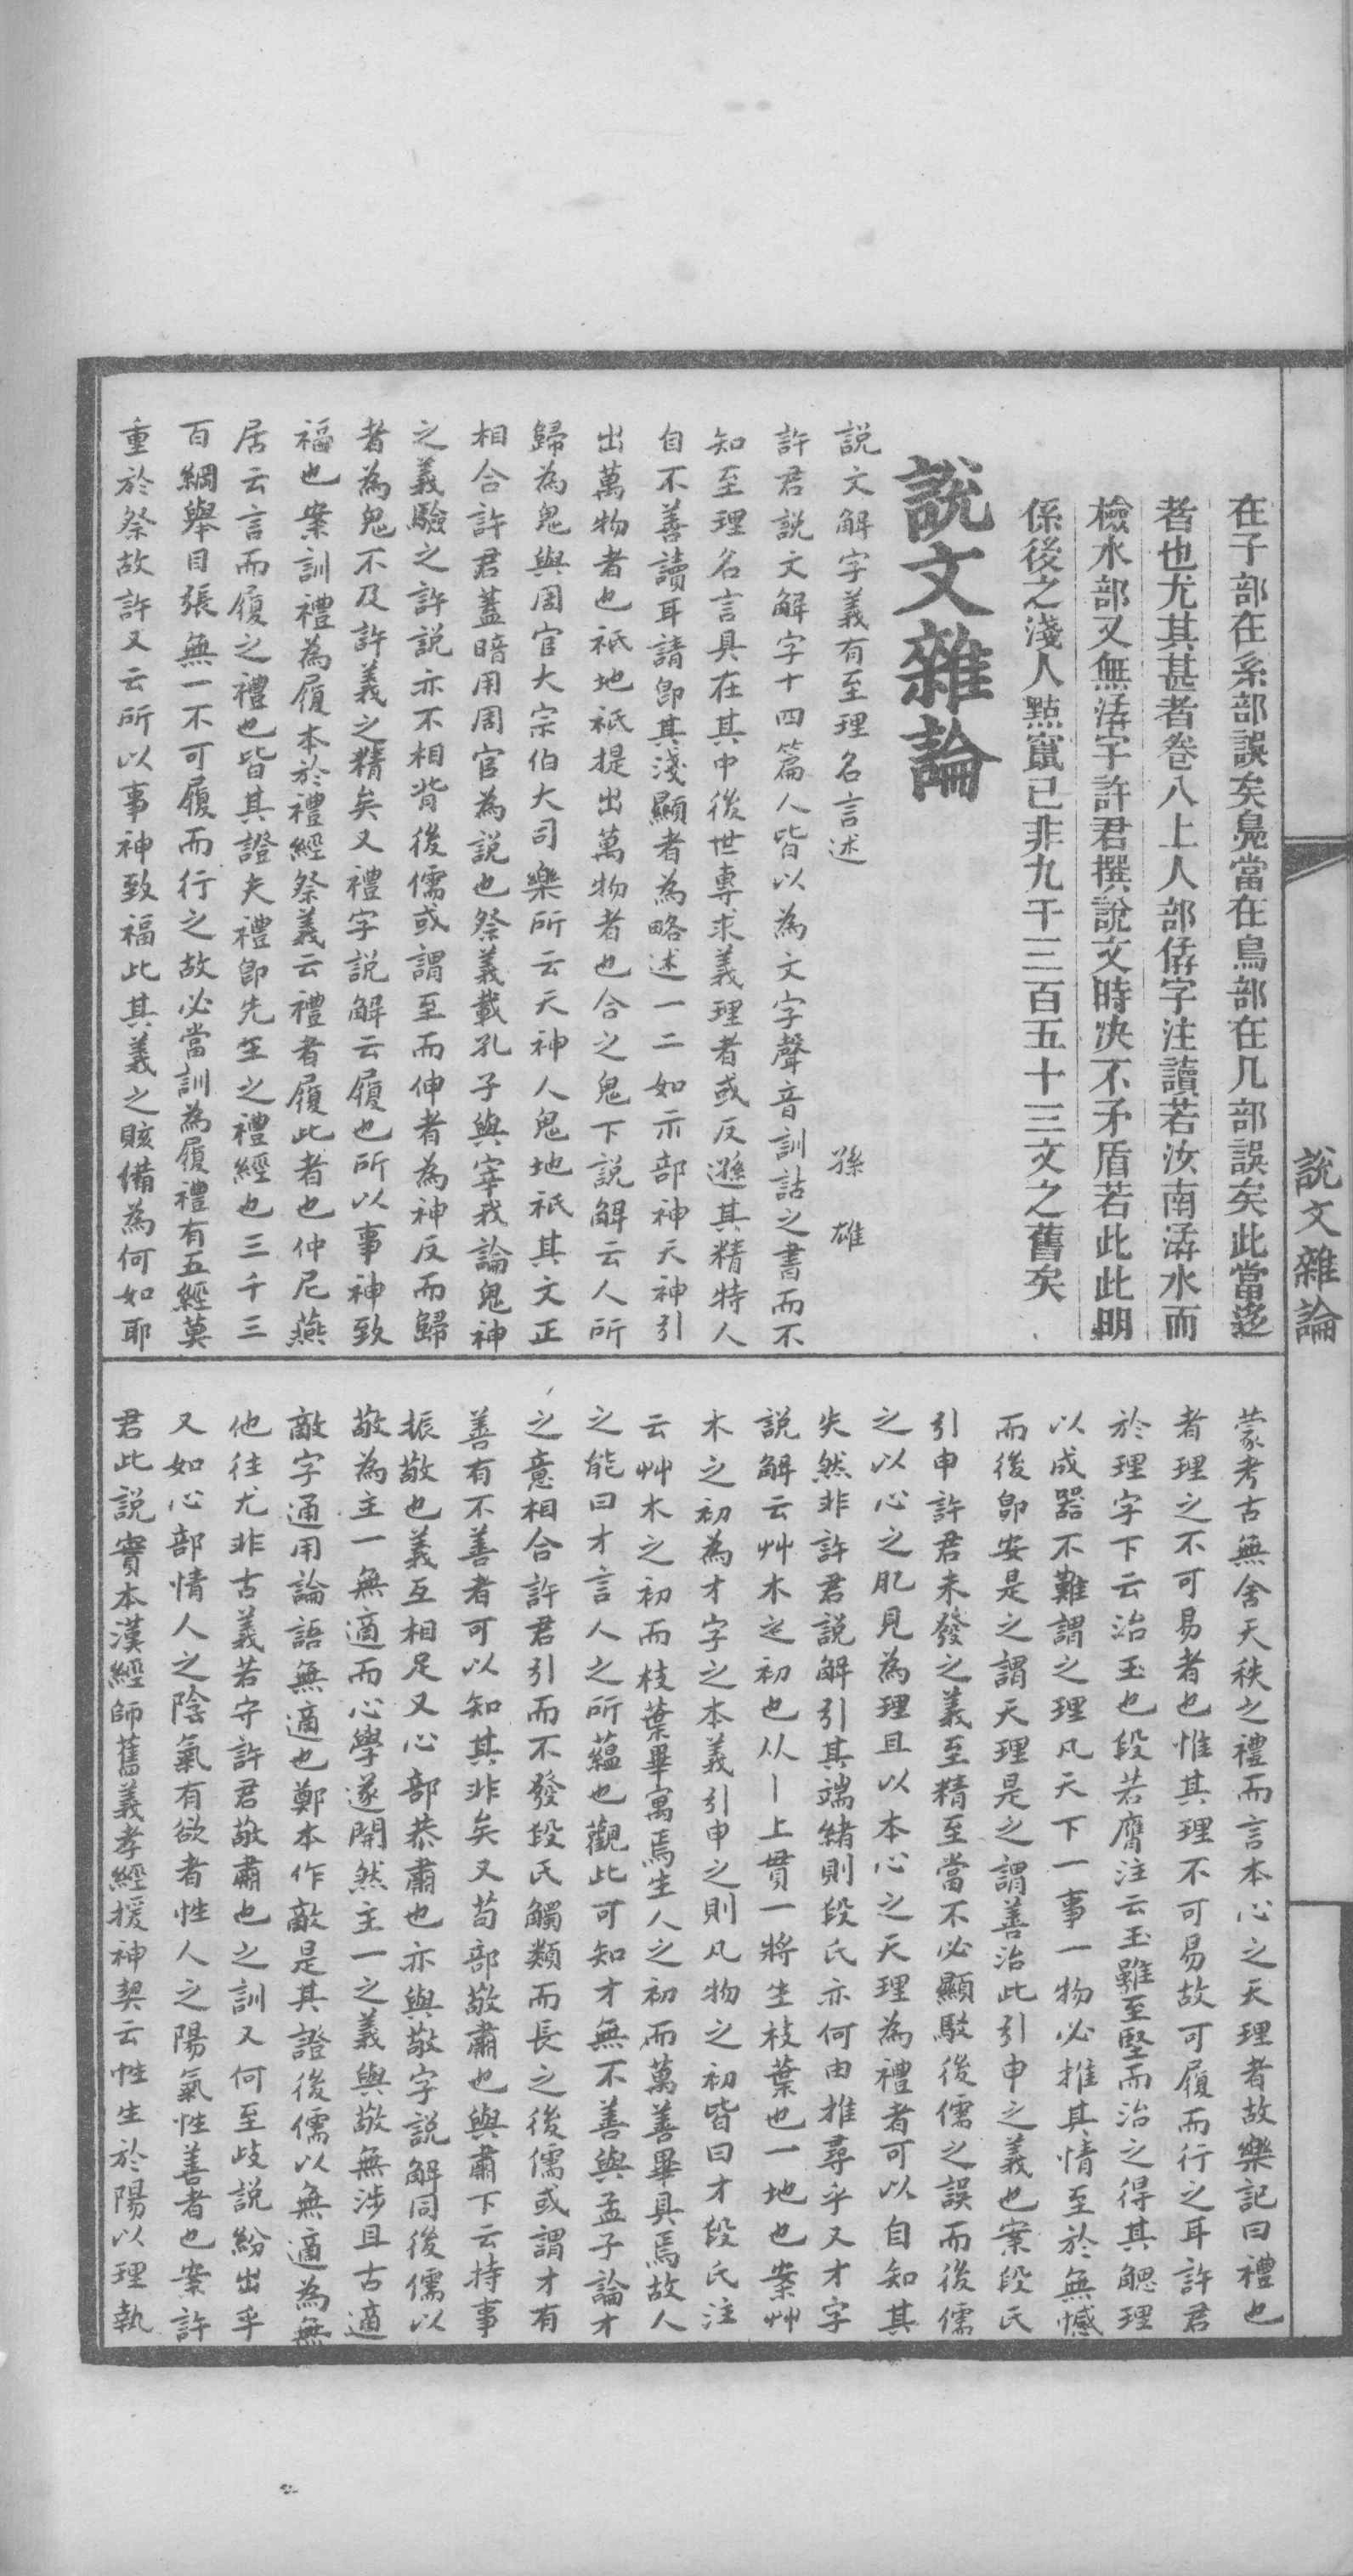 說文雜論
在子部在系部誤矣鳧當在鳥部在几部誤矣此當迻
者也尤其甚者卷八上人部偋字注讀若汝南湃水而
檢水部又無湃字許君撰說文時决不矛盾若此此明
係後之淺人點竄已非九千三百五十三文之舊矣
說文雜論
說文解字義有至理名言述 孫雄
許君說文解字十四篇人皆以為文字聲音訓詁之書而不
知至理名言具在其中後世專求義理者或反遜其精特人
自不善讀耳請即其淺顯者為略述一二如示部神天神引
出萬物者也祇地祇提出萬物者也合之鬼下說解云人所
歸為鬼與周官大宗伯大司樂所云天神人鬼地祇其文正
相合許君蓋暗用周官為說也祭義載孔子與宰我論鬼神
之義驗之許說亦不相背後儒或謂至而伸者為神反而歸
者為鬼不及許義之精矣又禮字說解云履也所以事神致
福也案訓禮為履本於禮經祭義云禮者履此者也仲尼燕
居云言而履之禮也皆其證夫禮即先王之禮經也三千三
百綱舉目張無一不可履而行之故必當訓為履禮有五經莫
重於祭故許又云所以事神致福此其義之賅備為何如耶
蒙考古無舍天秩之禮而言本心之天理者故樂記曰禮也
者理之不可易者也惟其理不可易故可履而行之耳許君
於理字下云治玉也段若膺注云玉雖至堅而治之得其䚡理
以成器不難謂之理凡天下一事一物必推其情至於無憾
而後即安是之謂天理是之謂善治此引申之義也案段氏
引申許君未發之義至精至當不必顯駁後儒之誤而後儒
之以心之肊見為理且以本心之天理為禮者可以自知其
失然非許君說解引其端緒則段氏亦何由推尋乎又才字
說解云艸木之初也从丨上貫一將生枝葉也一地也案艸
木之初為才字之本義引申之則凡物之初皆曰才段氏注
云艸木之初而枝葉畢寓焉生人之初而萬善畢具焉故人
之能曰才言人之所蘊也觀此可知才無不善與孟子論才
之意相合許君引而不發段氏觸類而長之後儒或謂才有
善有不善者可以知其非矣又茍部敬肅也與肅下云持事
振敬也義互相足又心部恭肅也亦與敬字說解同後儒以
敬為主一無適而心學遂開然主一之義與敬無涉且古適
敵字通用論語無適也鄭本作敵是其證後儒以無適為無
他往尤非古義若守許君敬肅也之訓又何至歧說紛出乎
又如心部情人之陰氣有欲者性人之陽氣性善者也案許
君此說實本漢經師舊義孝經援神契云性生於陽以理執